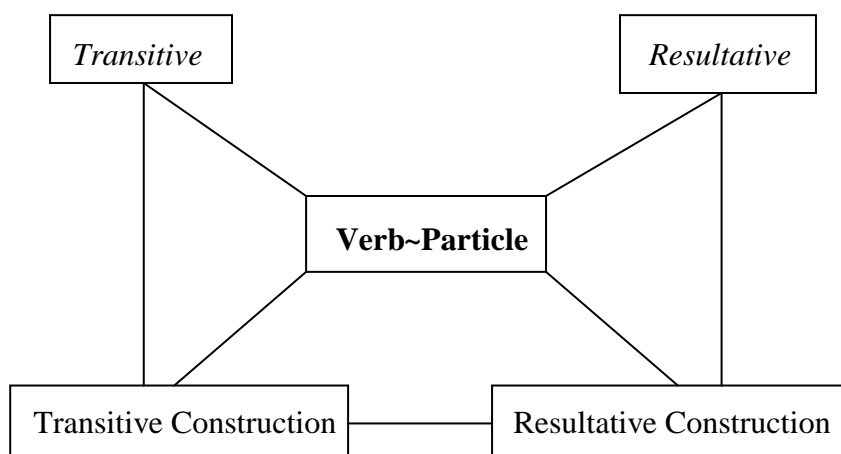 Transitive
Resultative
Verb~Particle
Transitive Construction
Resultative Construction